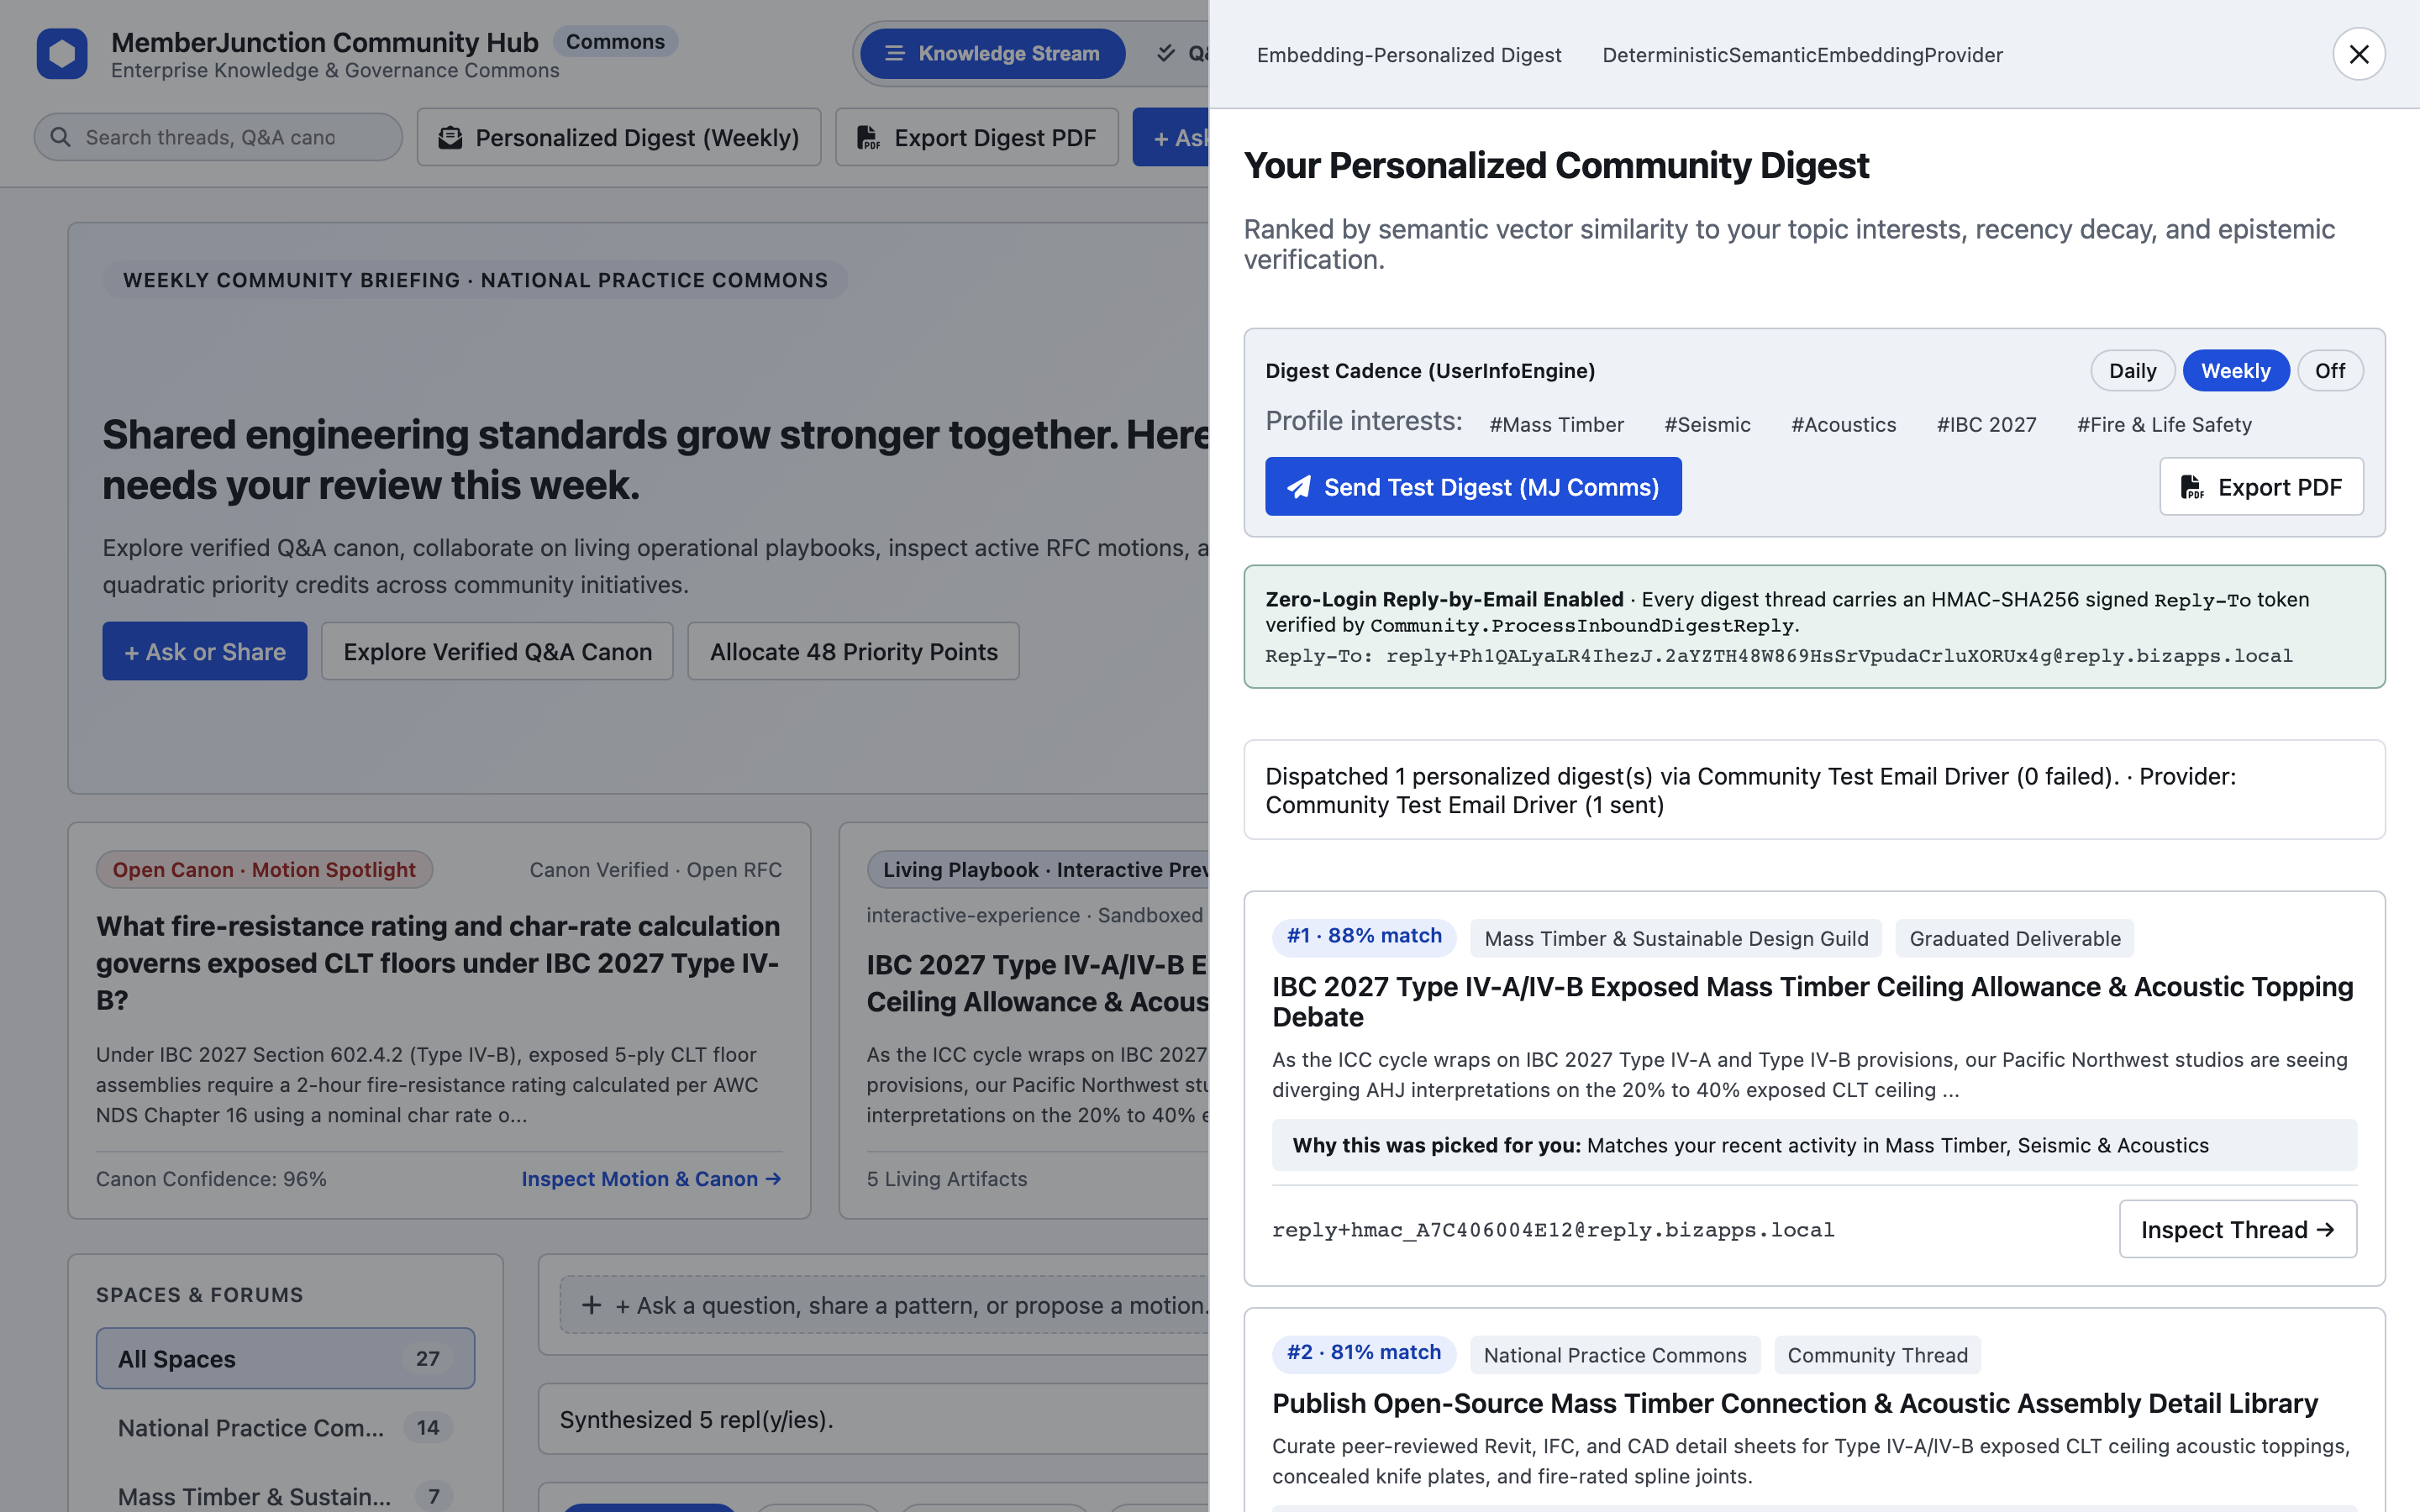 MemberJunction Community Hub
Commons
Enterprise Knowledge & Governance Commons
Knowledge Stream
Search threads, Q&A canc
Personalized Digest (Weekly)
Export Digest PDF
WEEKLY COMMUNITY BRIEFING · NATIONAL PRACTICE COMMONS
Shared engineering standards grow stronger together. Here
needs your review this week.
Explore verified Q&A canon, collaborate on living operational playbooks, inspect active RFC motions, a
quadratic priority credits across community initiatives.
+ Ask or Share
Explore Verified Q&A Canon
Allocate 48 Priority Points
Open Canon · Motion Spotlight
Canon Verified · Open RFC
What fire-resistance rating and char-rate calculation
governs exposed CLT floors under IBC 2027 Type IV-
B?
Under IBC 2027 Section 602.4.2 (Type IV-B), exposed 5-ply CLT floor
assemblies require a 2-hour fire-resistance rating calculated per AWC
NDS Chapter 16 using a nominal char rate o...
Canon Confidence: 96%
Inspect Motion & Canon →
Living Playbook · Interactive Prev
interactive-experience · Sandboxed
IBC 2027 Type IV-A/IV-B E
Ceiling Allowance & Acous
As the ICC cycle wraps on IBC 2027
provisions, our Pacific Northwest stu
interpretations on the 20% to 40% e
5 Living Artifacts
SPACES & FORUMS
All Spaces
27
National Practice Com...
14
Mass Timber & Sustain...
7
+ Ask a question, share a pattern, or propose a motion.
Synthesized 5 repl(y/ies).
Embedding-Personalized Digest
DeterministicSemanticEmbeddingProvider
Your Personalized Community Digest
Ranked by semantic vector similarity to your topic interests, recency decay, and epistemic
verification.
Digest Cadence (UserInfoEngine)
Daily
Weekly
Off
Profile interests:
#Mass Timber
#Seismic
#Acoustics
#IBC 2027
#Fire & Life Safety
Send Test Digest (MJ Comms)
Export PDF
Zero-Login Reply-by-Email Enabled · Every digest thread carries an HMAC-SHA256 signed Reply-To token
verified by Community.ProcessInboundDigestReply.
Reply-To: reply+Ph1QALyaLR4IhezJ.2aYZTH48W869HsSrVpudaCrluXORUx4g@reply.bizapps.local
Dispatched 1 personalized digest(s) via Community Test Email Driver (0 failed). · Provider:
Community Test Email Driver (1 sent)
#1 · 88% match
Mass Timber & Sustainable Design Guild
Graduated Deliverable
IBC 2027 Type IV-A/IV-B Exposed Mass Timber Ceiling Allowance & Acoustic Topping
Debate
As the ICC cycle wraps on IBC 2027 Type IV-A and Type IV-B provisions, our Pacific Northwest studios are seeing
diverging AHJ interpretations on the 20% to 40% exposed CLT ceiling ...
Why this was picked for you: Matches your recent activity in Mass Timber, Seismic & Acoustics
reply+hmac_A7C406004E12@reply.bizapps.local
Inspect Thread →
#2 · 81% match
National Practice Commons
Community Thread
Publish Open-Source Mass Timber Connection & Acoustic Assembly Detail Library
Curate peer-reviewed Revit, IFC, and CAD detail sheets for Type IV-A/IV-B exposed CLT ceiling acoustic toppings,
concealed knife plates, and fire-rated spline joints.